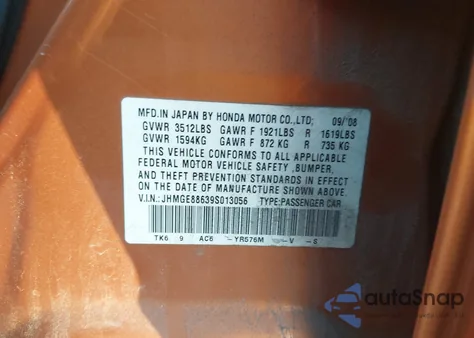 MFD.IN JAPAN BY HONDA MOTOR CO.,LTD; 09/'08
GVWR 3512LBS GAWR F 1921LBS R 1619LBS
GVWR 1594KG GAWR F 872 KG R 735 KG
THIS VEHICLE CONFORMS TO ALL APPLICABLE
FEDERAL MOTOR VEHICLE SAFETY ,BUMPER,
AND THEFT PREVENTION STANDARDS IN EFFECT
ON THE DATE OF MANUFACTURE SHOWN ABOVE.
V.I.N.: JHMGE88639S013056 TYPE:PASSENGER CAR
TK6 9 AC6 -YR576M -V -S
autoSnap